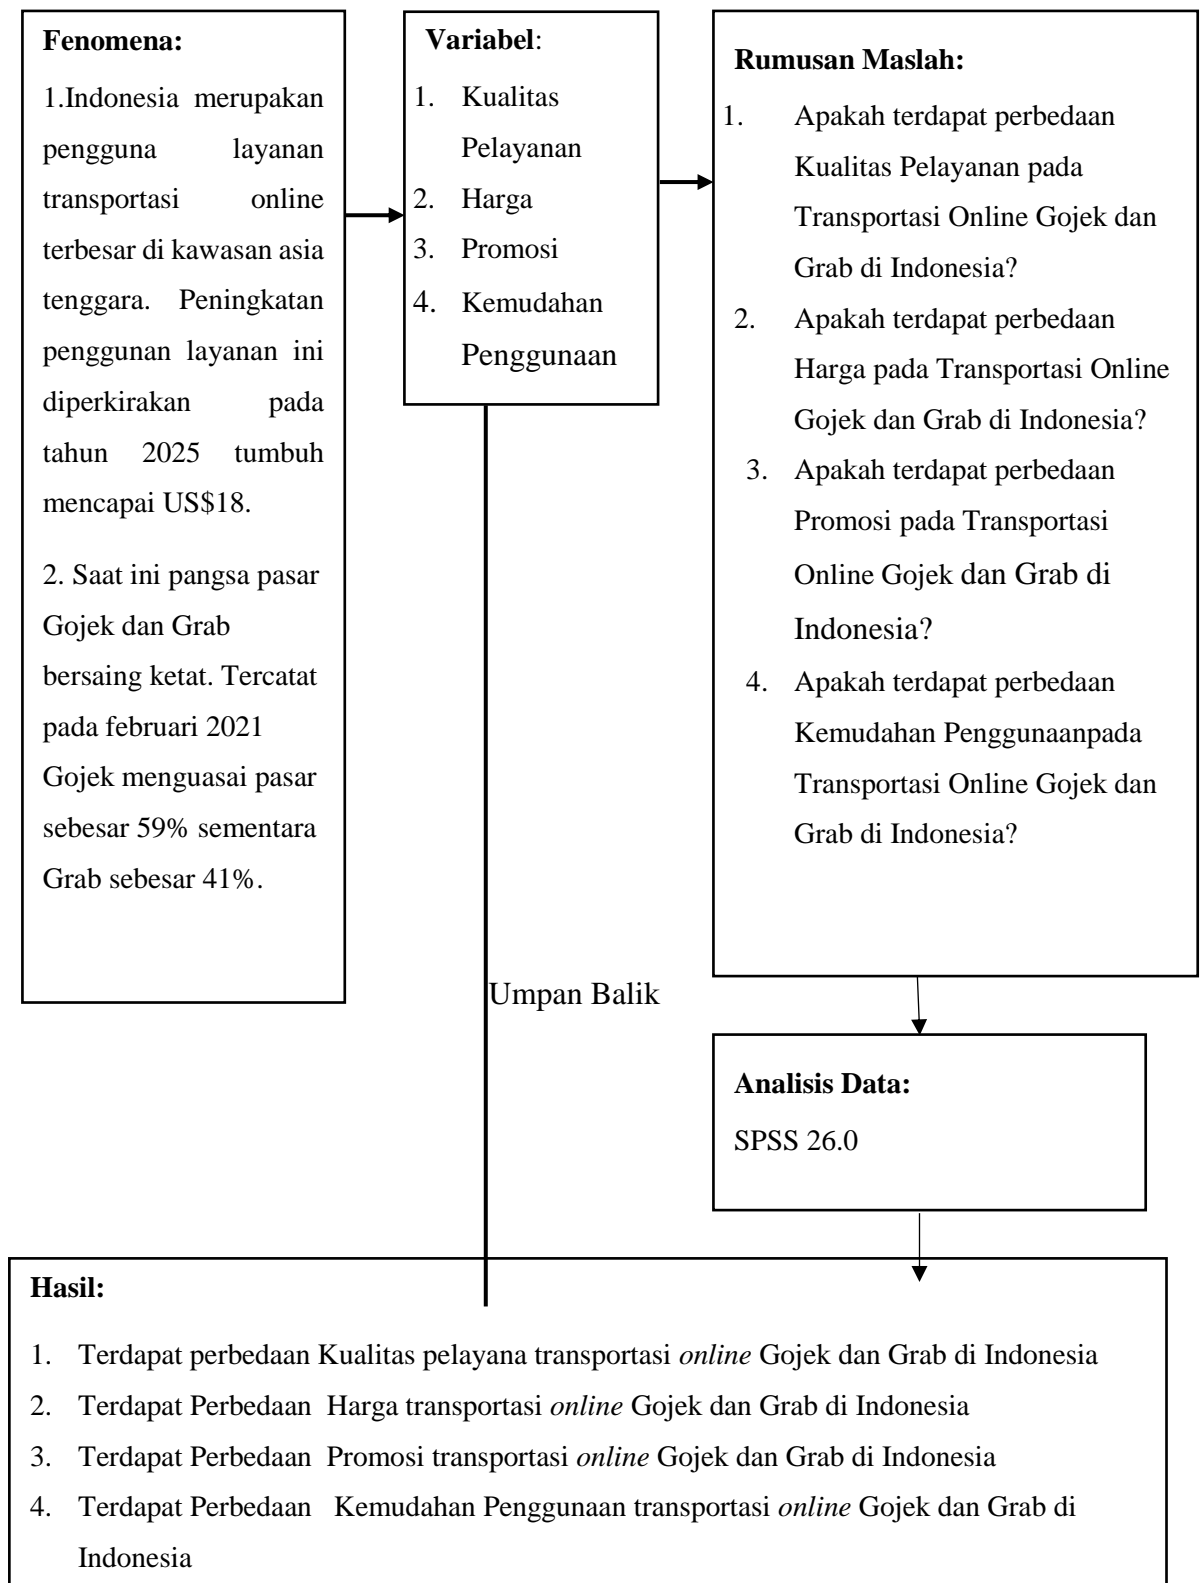 Fenomena:
1.Indonesia merupakan
pengguna layanan
transportasi online
terbesar di kawasan asia
tenggara. Peningkatan
penggunan layanan ini
diperkirakan pada
tahun 2025 tumbuh
mencapai US$18.
2. Saat ini pangsa pasar
Gojek dan Grab
bersaing ketat. Tercatat
pada februari 2021
Gojek menguasai pasar
sebesar 59% sementara
Grab sebesar 41%.
Variabel:
1. Kualitas
Pelayanan
2. Harga
3. Promosi
4. Kemudahan
Penggunaan
Rumusan Maslah:
1. Apakah terdapat perbedaan
Kualitas Pelayanan pada
Transportasi Online Gojek dan
Grab di Indonesia?
2. Apakah terdapat perbedaan
Harga pada Transportasi Online
Gojek dan Grab di Indonesia?
3. Apakah terdapat perbedaan
Promosi pada Transportasi
Online Gojek dan Grab di
Indonesia?
4. Apakah terdapat perbedaan
Kemudahan Penggunaanpada
Transportasi Online Gojek dan
Grab di Indonesia?
Umpan Balik
Analisis Data:
SPSS 26.0
Hasil:
1. Terdapat perbedaan Kualitas pelayana transportasi online Gojek dan Grab di Indonesia
2. Terdapat Perbedaan Harga transportasi online Gojek dan Grab di Indonesia
3. Terdapat Perbedaan Promosi transportasi online Gojek dan Grab di Indonesia
4. Terdapat Perbedaan Kemudahan Penggunaan transportasi online Gojek dan Grab di
Indonesia